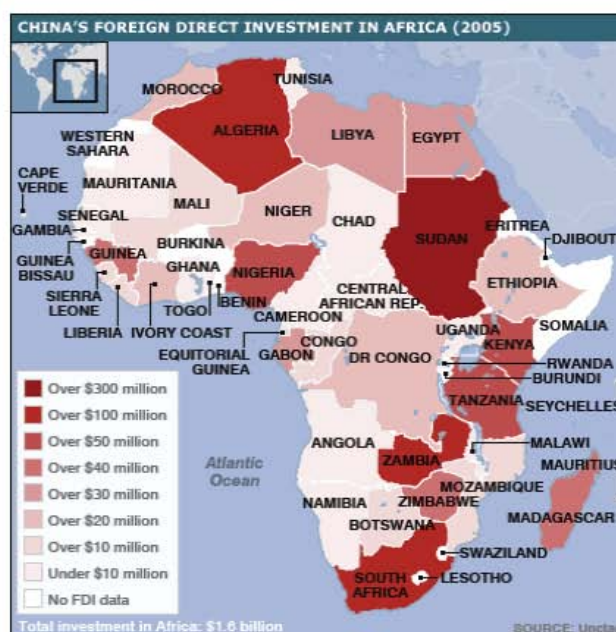 CHINA'S FOREIGN DIRECT INVESTMENT IN AFRICA (2005)
TUNISIA
MOROCCO
ALGERIA
LIBYA
EGYPT
WESTERN
SAHARA
CAPE
VERDE
MAURITANIA
MALI
NIGER
CHAD
SUDAN
ERITREA
DJIBOUT
SENEGAL
GAMBIA
GUINEA
BISSAU
GUINEA
BURKINA
GHANA
NIGERIA
ETHIOPIA
SIERRA
LEONE
LIBERIA
IVORY COAST
TOGO
BENIN
CENTRAL
AFRICAN REP.
CAMEROON
EQUITORIAL
GUINEA
GABON
CONGO
DR CONGO
UGANDA
KENYA
SOMALIA
RWANDA
BURUNDI
TANZANIA
SEYCHELLES
ANGOLA
ZAMBIA
MALAWI
MAURITIUS
MOZAMBIQUE
ZIMBABWE
MADAGASCAR
NAMIBIA
BOTSWANA
SWAZILAND
SOUTH
AFRICA
LESOTHO
Atlantic
Ocean
Over $300 million
Over $100 million
Over $50 million
Over $40 million
Over $30 million
Over $20 million
Over $10 million
Under $10 million
No FDI data
Total investment in Africa: $1.6 billion
SOURCE: Uncta